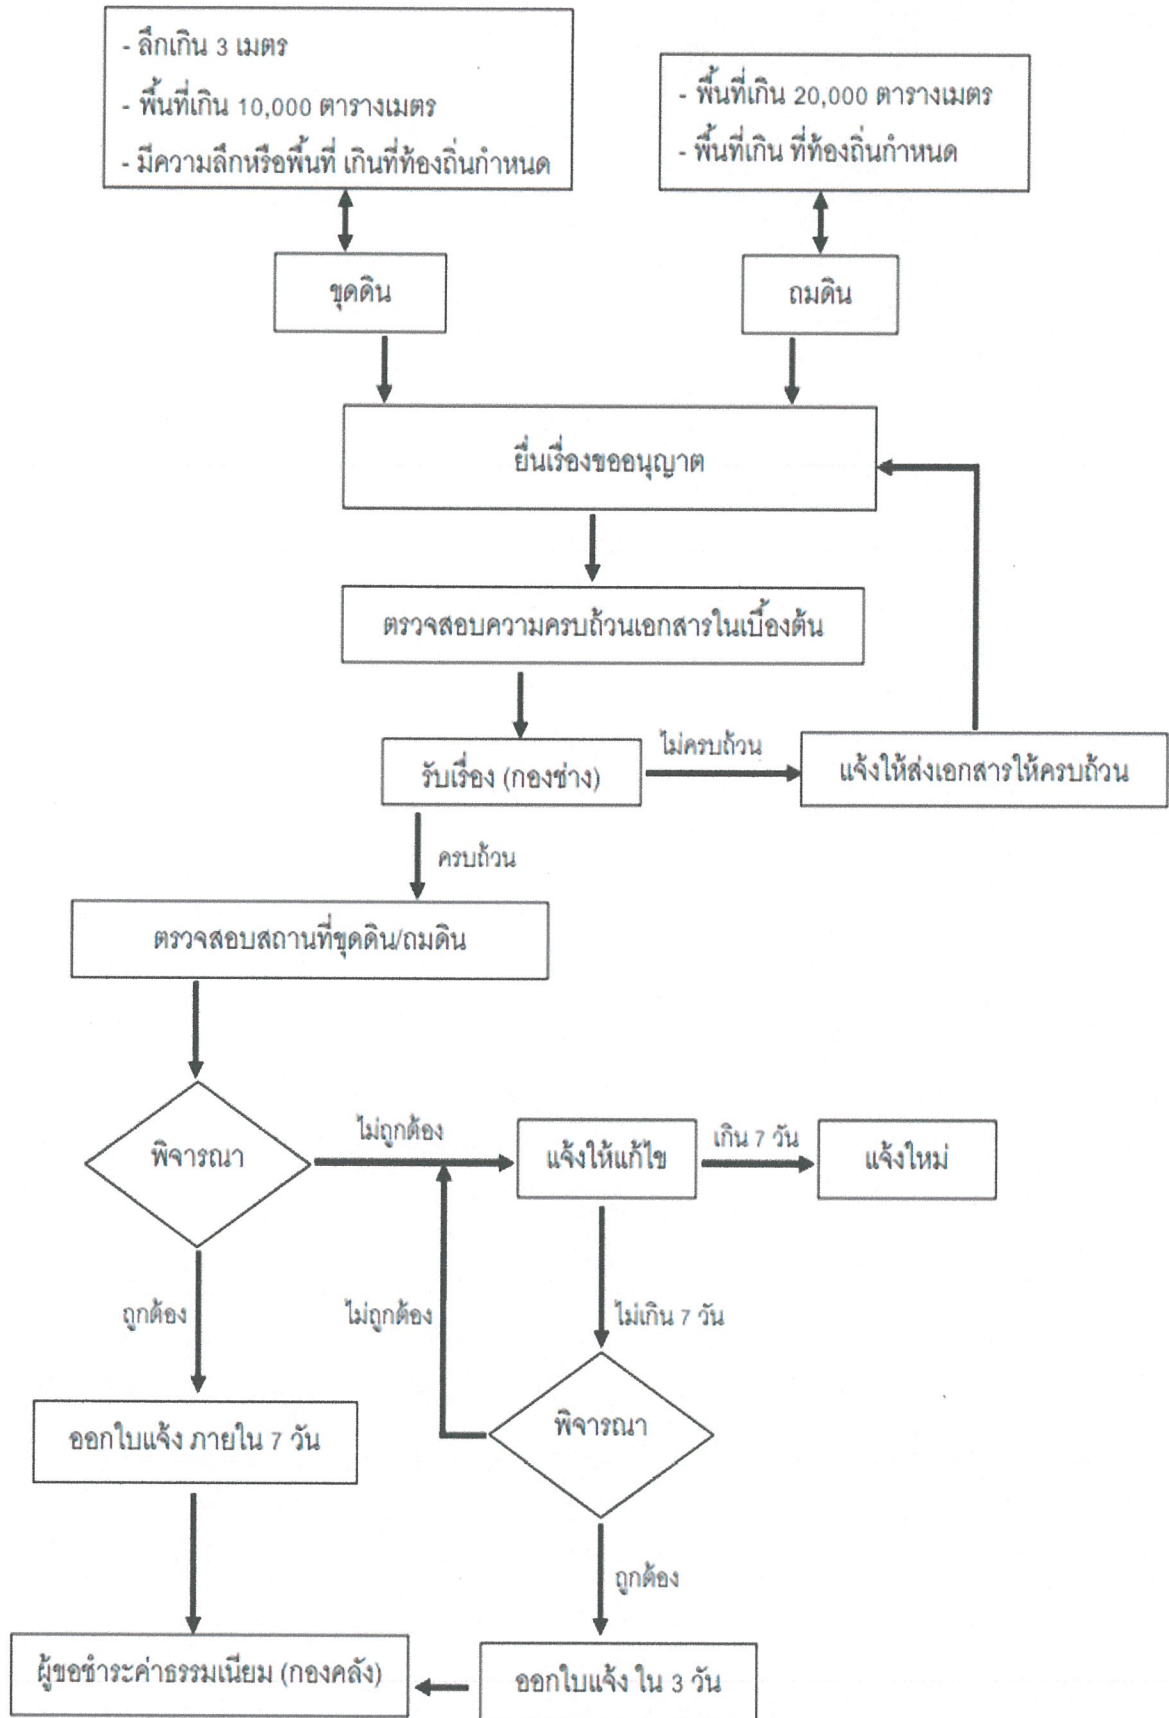 - ลึกเกิน 3 เมตร
- พื้นที่เกิน 10,000 ตารางเมตร
- มีความลึกหรือพื้นที่ เกินที่ท้องถิ่นกำหนด
- พื้นที่เกิน 20,000 ตารางเมตร
- พื้นที่เกิน ที่ท้องถิ่นกำหนด
ขุดดิน
ถมดิน
ยื่นเรื่องขออนุญาต
ตรวจสอบความครบถ้วนเอกสารในเบื้องต้น
รับเรื่อง (กองช่าง)
ไม่ครบถ้วน
แจ้งให้ส่งเอกสารให้ครบถ้วน
ครบถ้วน
ตรวจสอบสถานที่ขุดดิน/ถมดิน
พิจารณา
ไม่ถูกต้อง
แจ้งให้แก้ไข
เกิน 7 วัน
แจ้งใหม่
ถูกต้อง
ไม่ถูกต้อง
ไม่เกิน 7 วัน
ออกใบแจ้ง ภายใน 7 วัน
พิจารณา
ถูกต้อง
ผู้ขอชำระค่าธรรมเนียม (กองคลัง)
ออกใบแจ้ง ใน 3 วัน